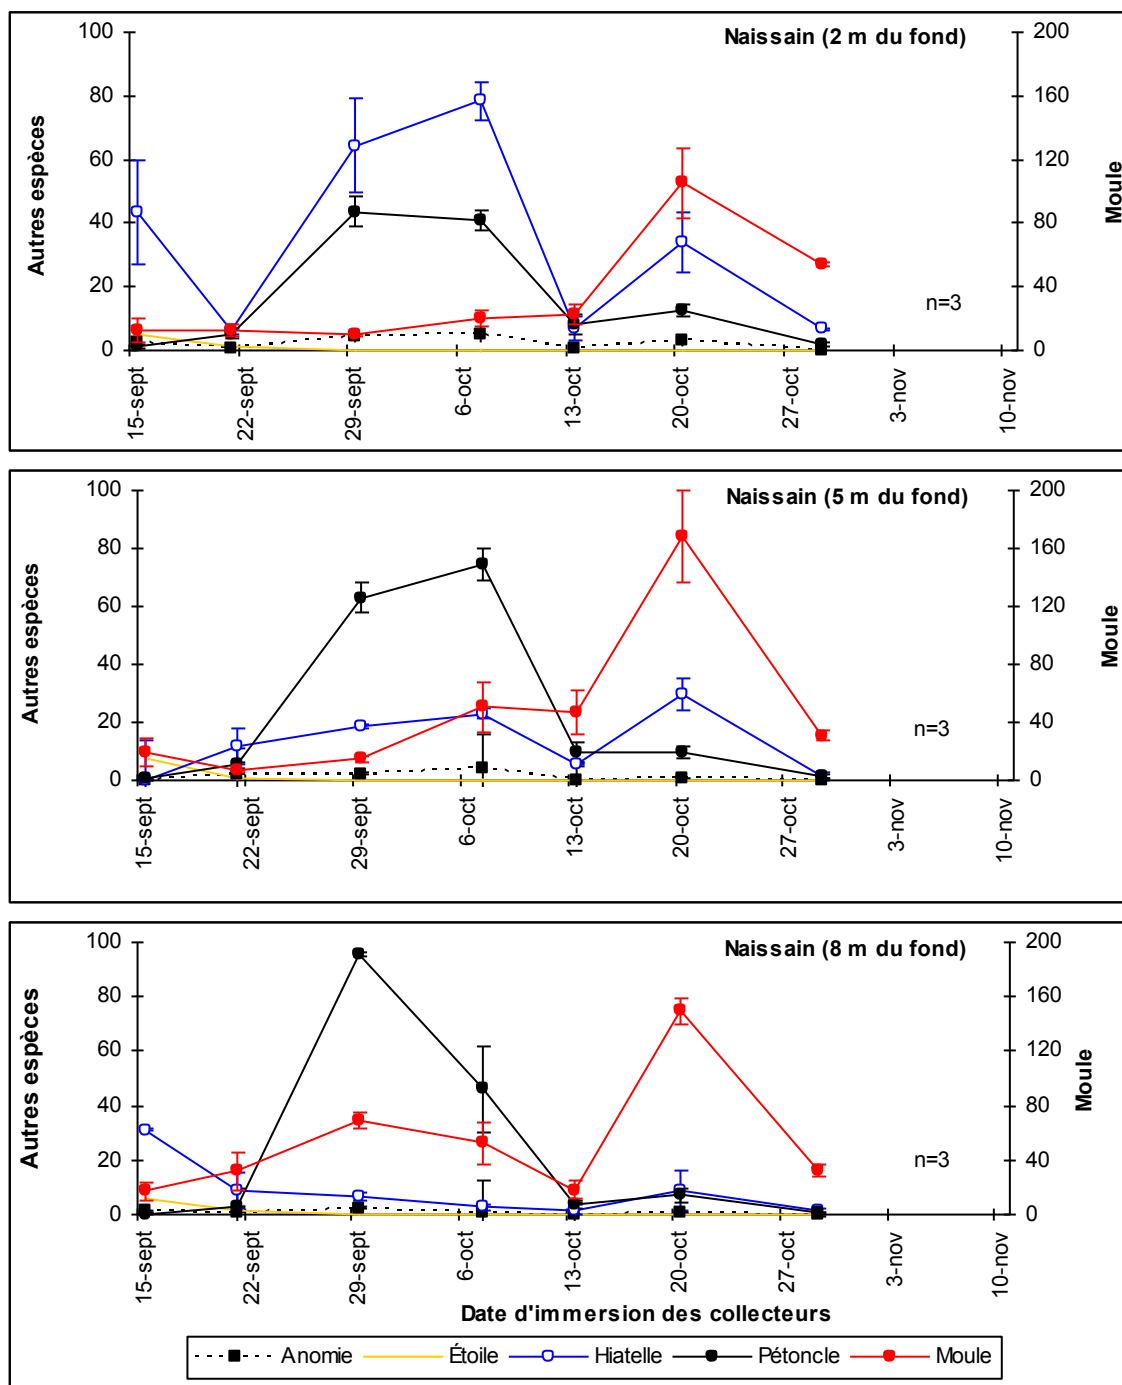 Naissain (2 m du fond)
100
80
60
40
20
0
Autres espèces
200
160
120
80
40
0
Moule
n=3
15-sept
22-sept
29-sept
6-oct
13-oct
20-oct
27-oct
3-nov
10-nov
Naissain (5 m du fond)
100
80
60
40
20
0
Autres espèces
200
160
120
80
40
0
Moule
n=3
15-sept
22-sept
29-sept
6-oct
13-oct
20-oct
27-oct
3-nov
10-nov
Naissain (8 m du fond)
100
80
60
40
20
0
Autres espèces
200
160
120
80
40
0
Moule
n=3
15-sept
22-sept
29-sept
6-oct
13-oct
20-oct
27-oct
3-nov
10-nov
Date d'immersion des collecteurs
Anomie Étoile Hiatelle Pétoncle Moule